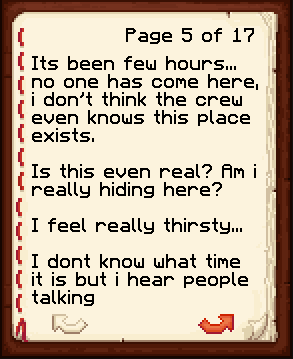 Page 5 of 17
Its been few hours...
no one has come here,
i don't think the crew
even knows this place
exists.
Is this even real? Am i
really hiding here?
I feel really thirsty...
I dont know what time
it is but i hear people
talking